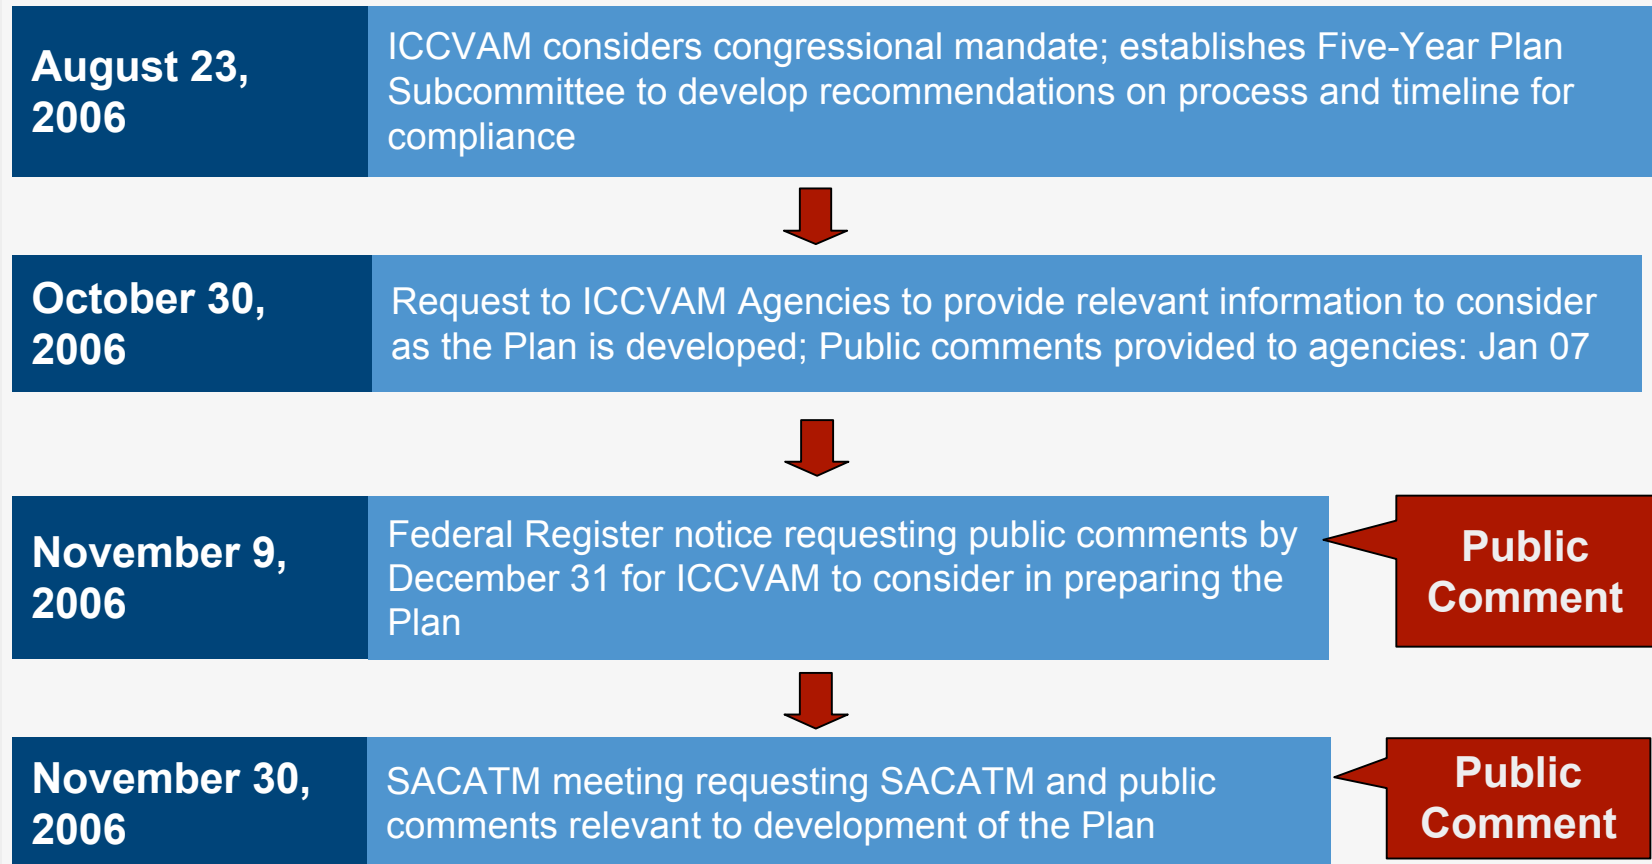 August 23,
2006
ICCVAM considers congressional mandate; establishes Five-Year Plan
Subcommittee to develop recommendations on process and timeline for
compliance
October 30,
2006
Request to ICCVAM Agencies to provide relevant information to consider
as the Plan is developed; Public comments provided to agencies: Jan 07
November 9,
2006
Federal Register notice requesting public comments by
December 31 for ICCVAM to consider in preparing the
Plan
Public
Comment
November 30,
2006
SACATM meeting requesting SACATM and public
comments relevant to development of the Plan
Public
Comment